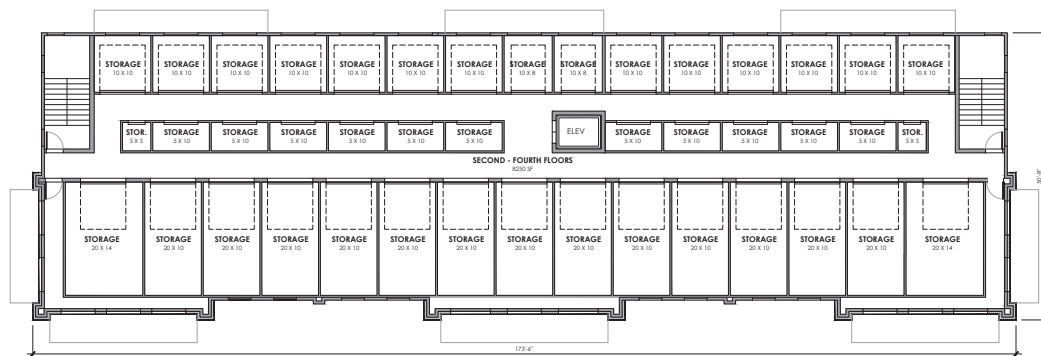 STORAGE STORAGE STORAGE STORAGE STORAGE STORAGE STORAGE STORAGE STORAGE STORAGE STORAGE STORAGE STORAGE STORAGE STORAGE
10 X 10 10 X 10 10 X 10 10 X 10 10 X 10 10 X 10 10 X 10 10 X 8 10 X 8 10 X 10 10 X 10 10 X 10 10 X 10 10 X 10 10 X 10
STOR. STORAGE STORAGE STORAGE STORAGE STORAGE STORAGE ELEV STORAGE STORAGE STORAGE STORAGE STORAGE STOR.
5 X 5 5 X 10 5 X 10 5 X 10 5 X 10 5 X 10 5 X 10 5 X 10 5 X 10 5 X 10 5 X 10 5 X 10 5 X 5
SECOND - FOURTH FLOORS
8250 SF
50'-8"
STORAGE STORAGE STORAGE STORAGE STORAGE STORAGE STORAGE STORAGE STORAGE STORAGE STORAGE STORAGE STORAGE STORAGE STORAGE
20 X 14 20 X 10 20 X 10 20 X 10 20 X 10 20 X 10 20 X 10 20 X 10 20 X 10 20 X 10 20 X 10 20 X 10 20 X 10 20 X 10 20 X 14
173'-6"